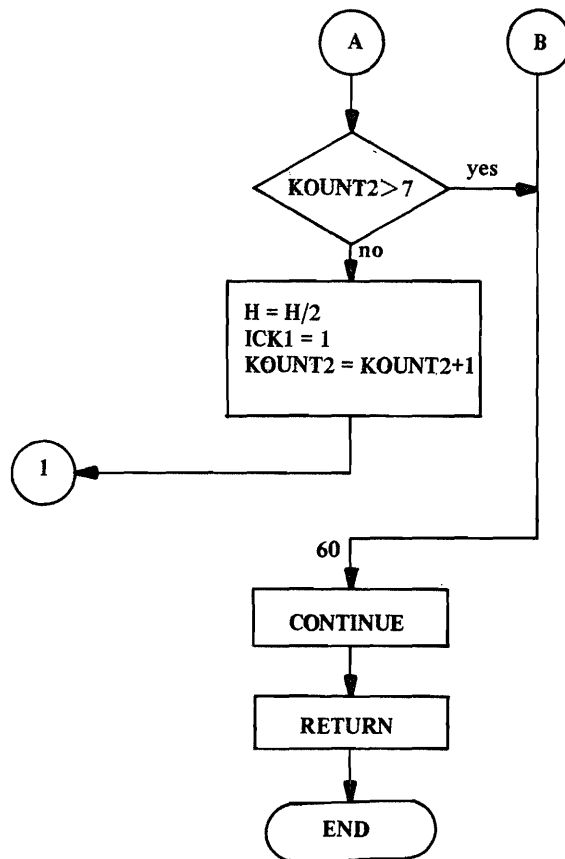 A
B
KOUNT2>7
yes
no
H = H/2
ICK1 = 1
KOUNT2 = KOUNT2+1
1
60
CONTINUE
RETURN
END